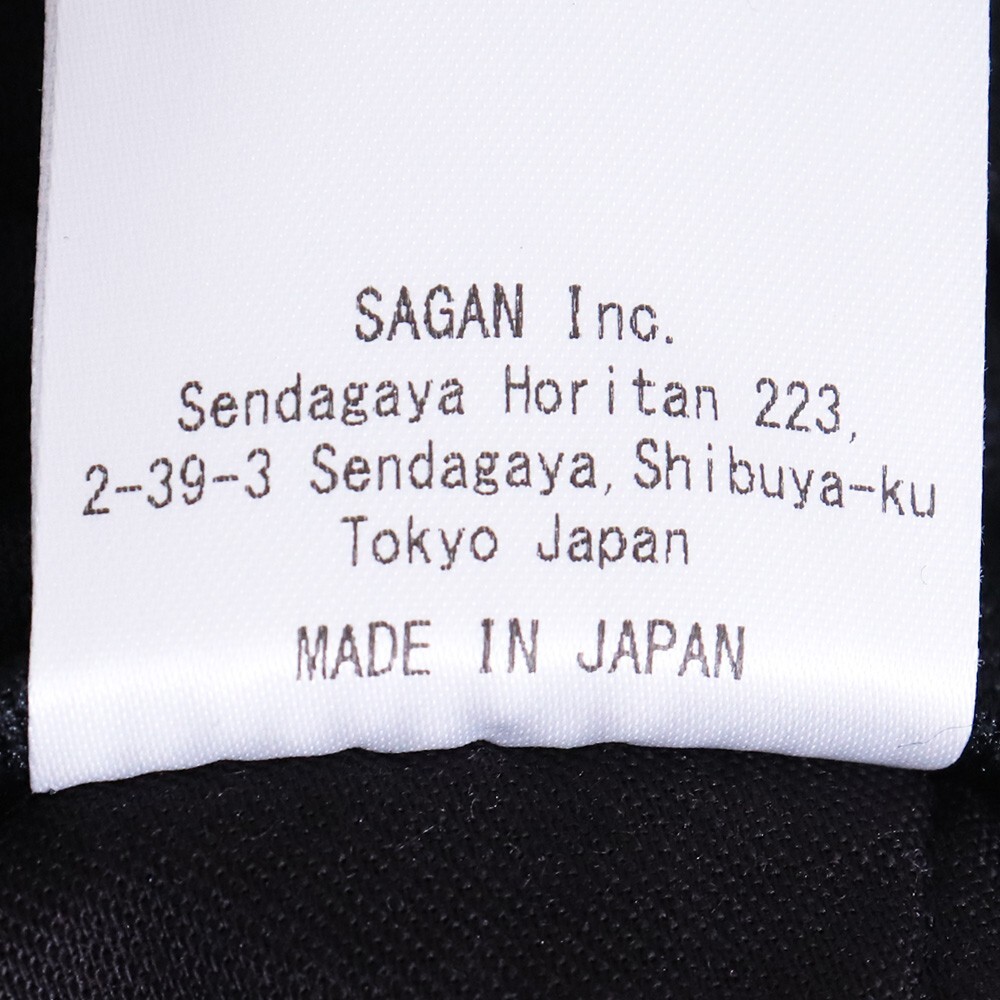 SAGAN Inc.
Sendagaya Horitan 223,
2-39-3 Sendagaya, Shibuya-ku
Tokyo Japan
MADE IN JAPAN